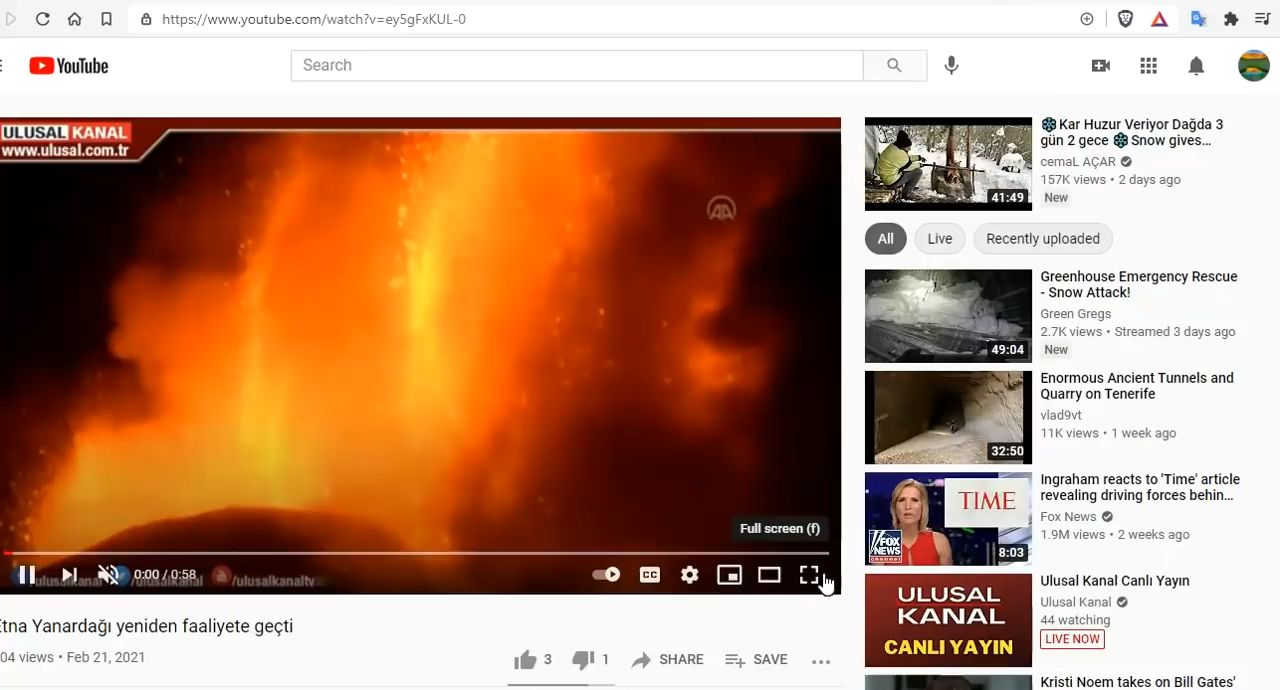 https://www.youtube.com/watch?v=ey5gFxKUL-0
YouTube
Search
ULUSAL KANAL
www.ulusal.com.tr
AA
Full screen (f)
0:00 / 0:58
/ulusalkanaltv
CC
Etna Yanardağı yeniden faaliyete geçti
04 views • Feb 21, 2021
3
1
SHARE
SAVE
41:49
Kar Huzur Veriyor Dağda 3
gün 2 gece Snow gives...
cemaL AÇAR
157K views • 2 days ago
New
All
Live
Recently uploaded
49:04
Greenhouse Emergency Rescue
- Snow Attack!
Green Gregs
2.7K views • Streamed 3 days ago
New
32:50
Enormous Ancient Tunnels and
Quarry on Tenerife
vlad9vt
11K views • 1 week ago
TIME
FOX
NEWS
channel
8:03
Ingraham reacts to 'Time' article
revealing driving forces behin...
Fox News
1.9M views • 2 weeks ago
ULUSAL
KANAL
CANLI YAYIN
Ulusal Kanal Canlı Yayın
Ulusal Kanal
44 watching
LIVE NOW
Kristi Noem takes on Bill Gates'